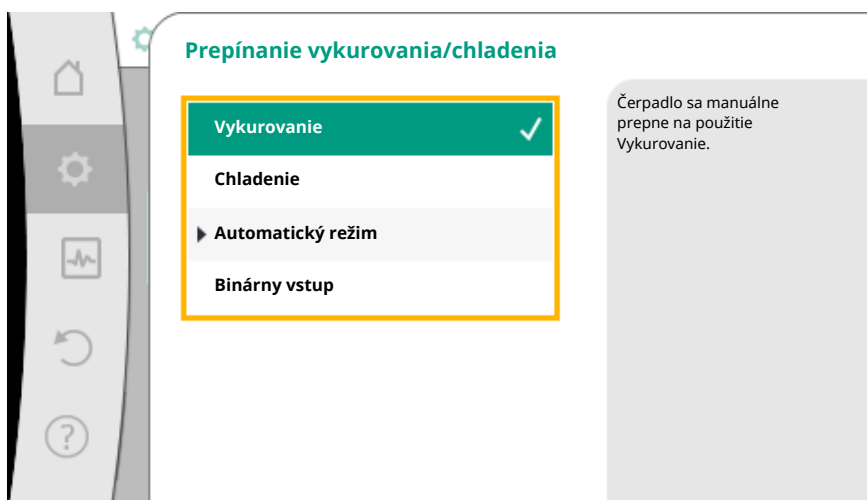 Prepínanie vykurovania/chladenia
Vykurovanie
Chladenie
Automatický režim
Binárny vstup
Čerpadlo sa manuálne
prepne na použitie
Vykurovanie.
?